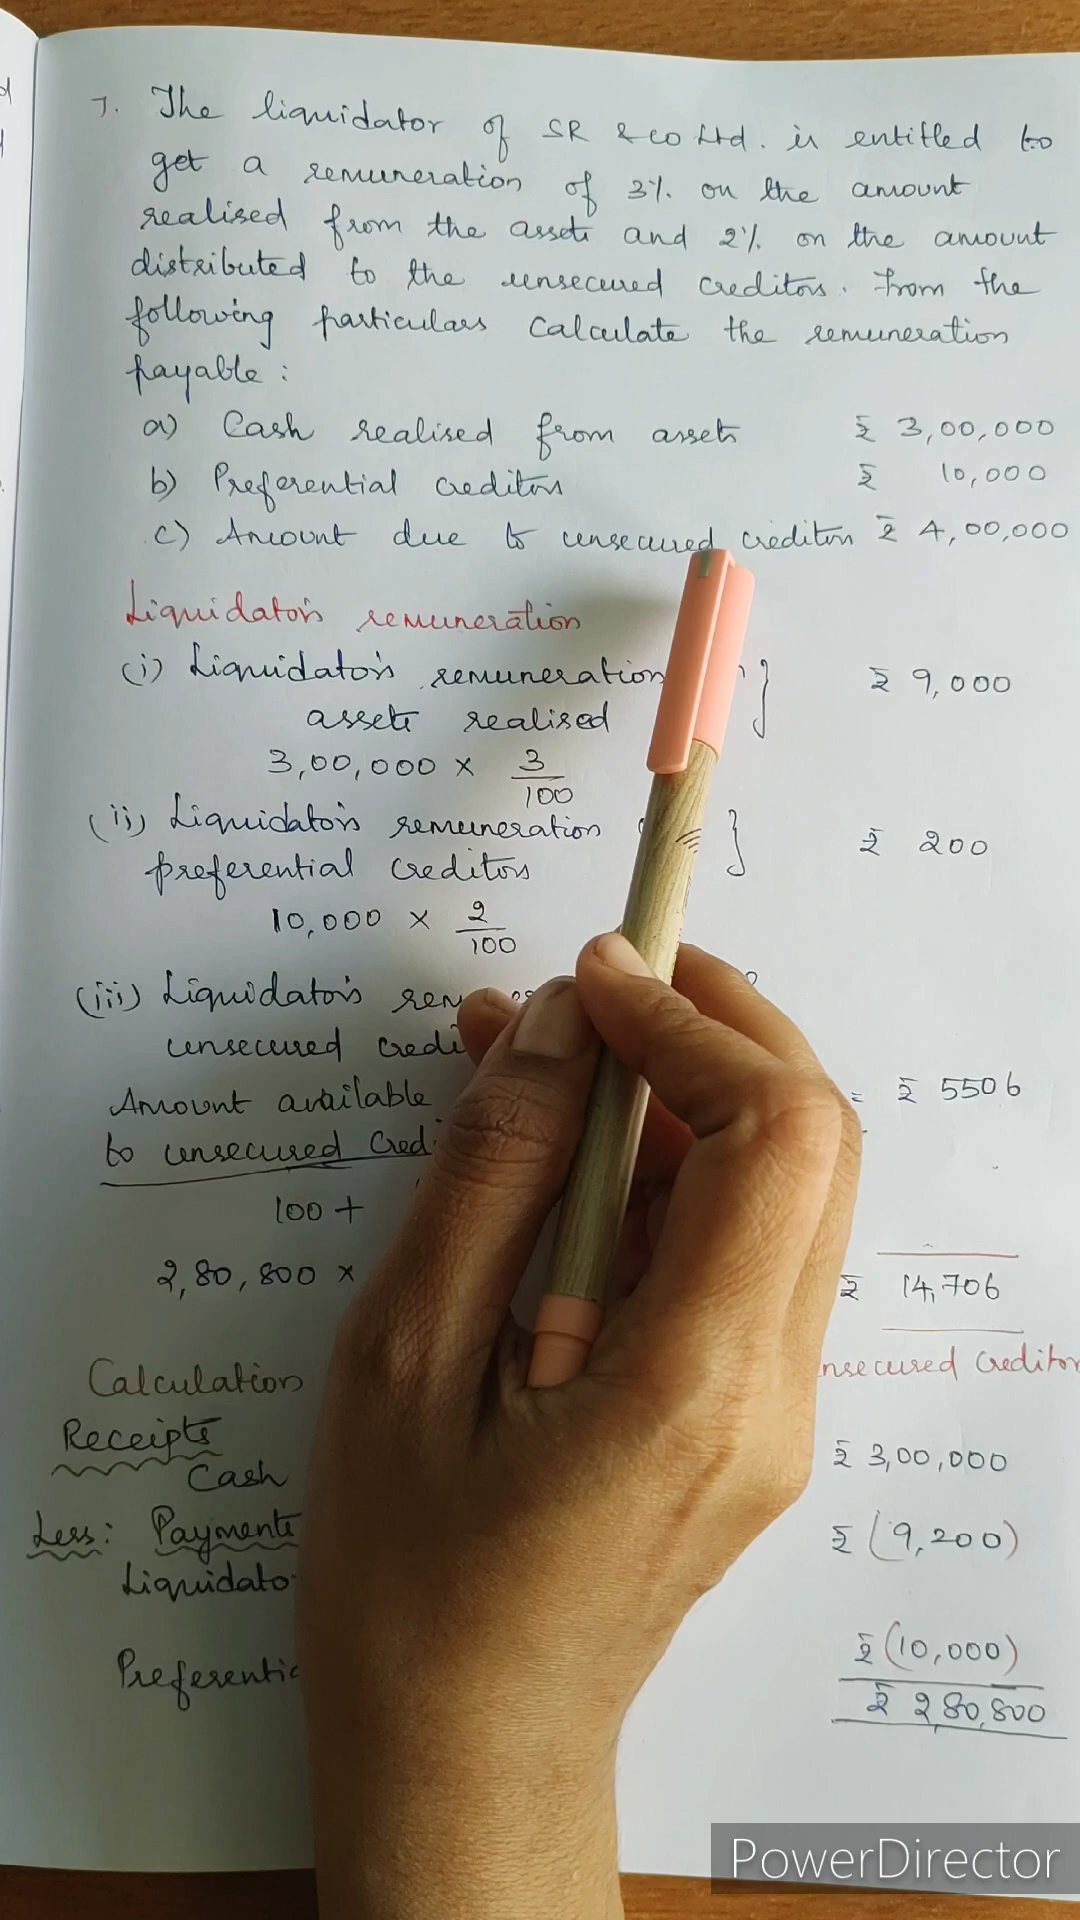 7. The liquidator of SR & co Ltd. is entitled to
get a remuneration of 3% on the amount
realised from the assets and 2% on the amount
distributed to the unsecured creditors. From the
following particulars calculate the remuneration
payable :
a) Cash realised from assets ₹ 3,00,000
b) Preferential creditors ₹ 10,000
c) Amount due to unsecured creditors ₹ 4,00,000
Liquidator's remuneration
(i) Liquidator's remuneration } ₹ 9,000
assets realised
3,00,000 × 3/100
(ii) Liquidator's remuneration } ₹ 200
preferential creditors
10,000 × 2/100
(iii) Liquidator's
unsecured
Amount available = ₹ 5506
to unsecured
100 +
2,80,800 × ₹ 14,706
Calculation creditors
Receipts
Cash ₹ 3,00,000
Less: Payments ₹ (9,200)
Preferentia ₹ (10,000)
₹ 2,80,800
PowerDirector